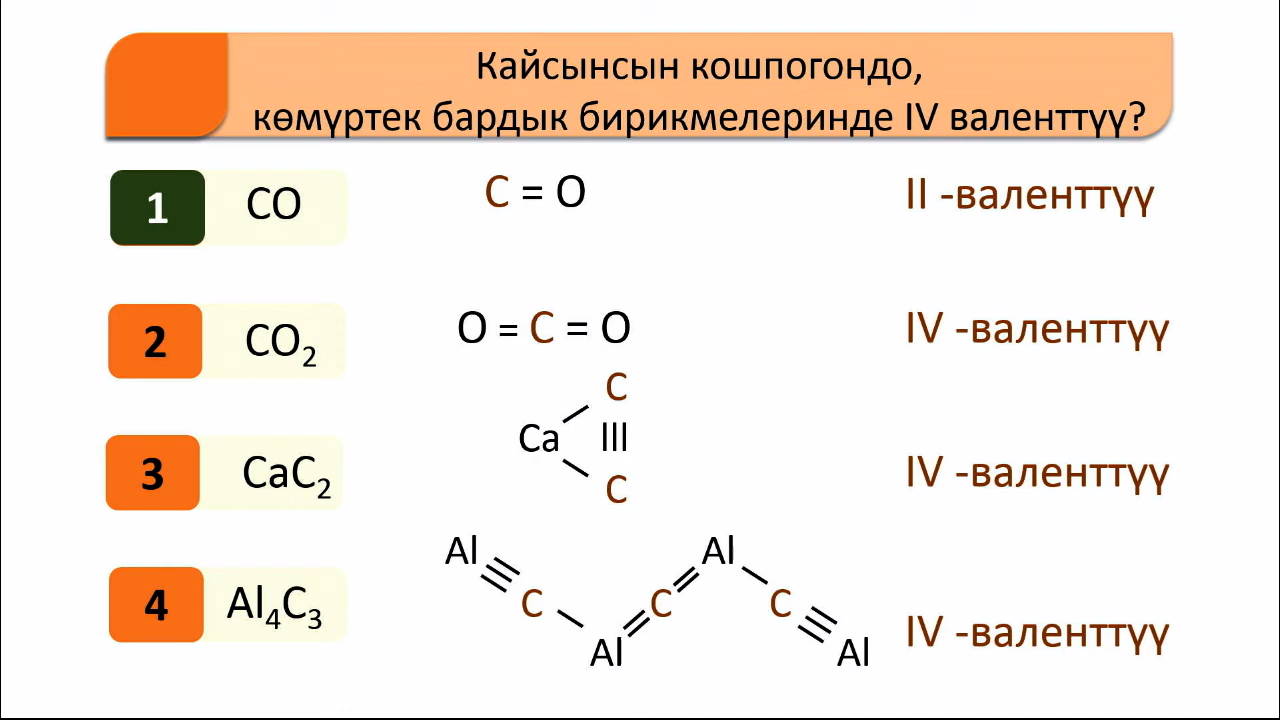 Кайсынсын кошпогондо,
көмүртек бардык бирикмелеринде IV валенттүү?
1 CO C = O II -валенттүү
2 CO₂ O = C = O IV -валенттүү
C
3 CaC₂ Ca III IV -валенттүү
C
Al Al
4 Al₄C₃ C C C IV -валенттүү
Al Al